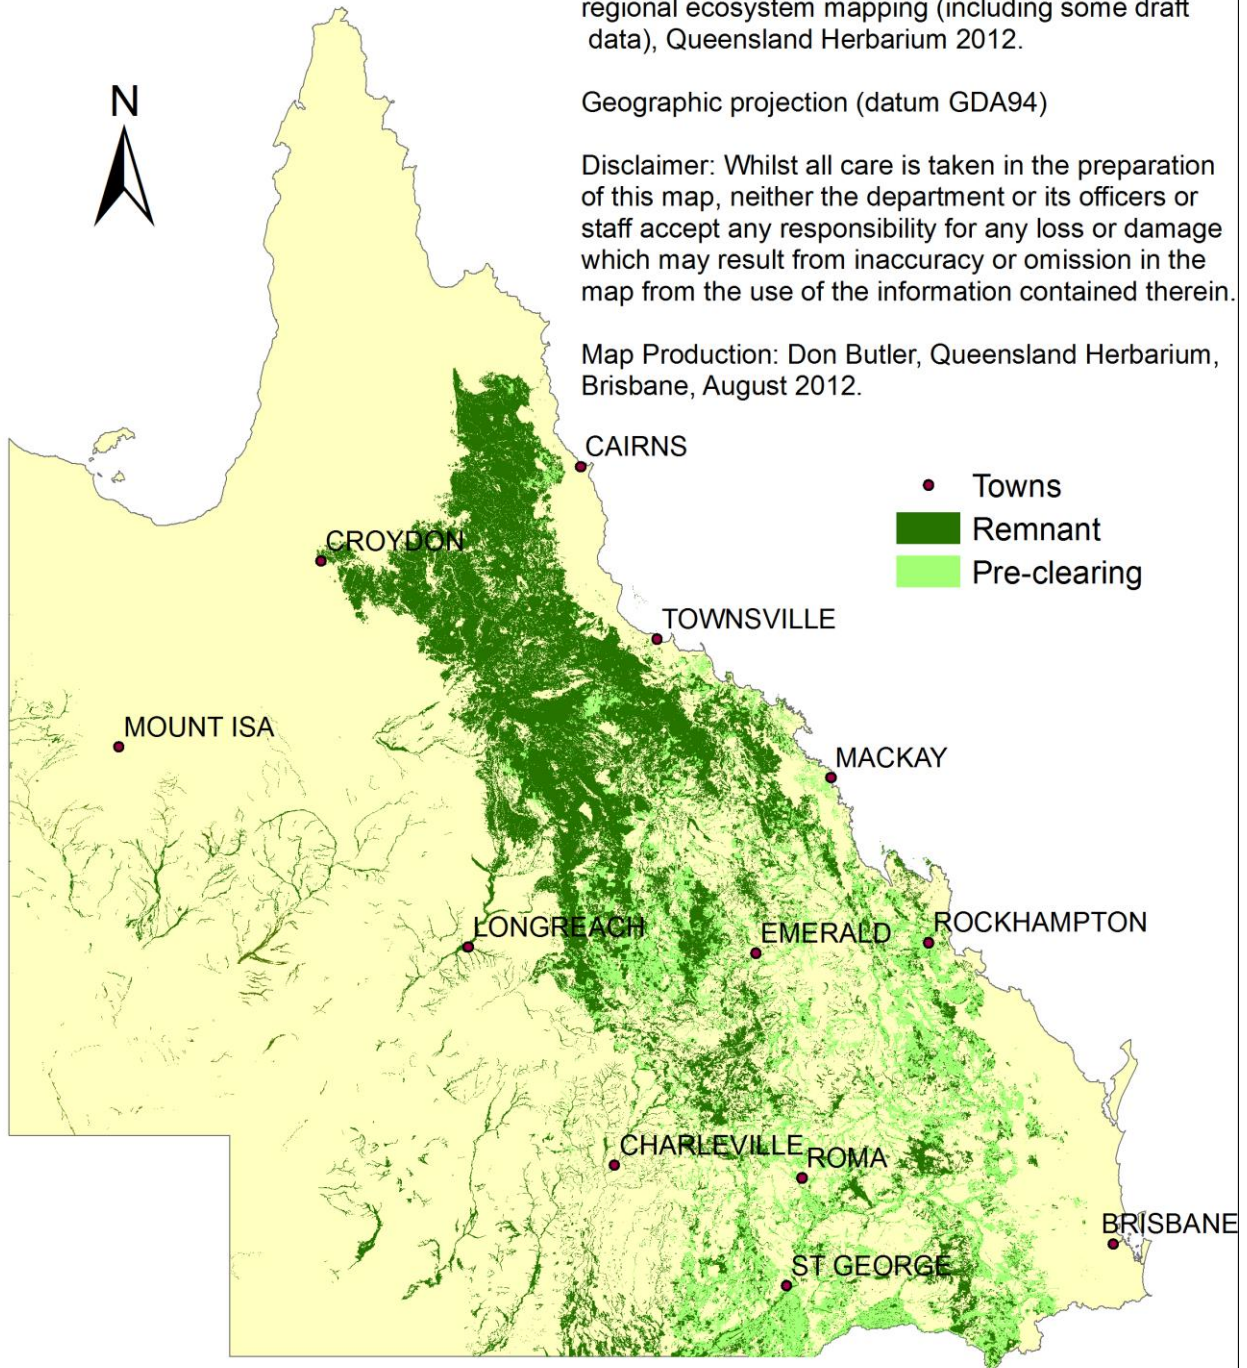 regional ecosystem mapping (including some draft
data), Queensland Herbarium 2012.
Geographic projection (datum GDA94)
Disclaimer: Whilst all care is taken in the preparation
of this map, neither the department or its officers or
staff accept any responsibility for any loss or damage
which may result from inaccuracy or omission in the
map from the use of the information contained therein.
Map Production: Don Butler, Queensland Herbarium,
Brisbane, August 2012.
N
CAIRNS
Towns
Remnant
Pre-clearing
CROYDON
TOWNSVILLE
MOUNT ISA
MACKAY
LONGREACH
EMERALD
ROCKHAMPTON
CHARLEVILLE
ROMA
BRISBANE
ST GEORGE